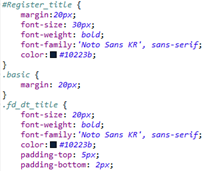 #Register_title {
margin:20px;
font-size: 30px;
font-weight: bold;
font-family:'Noto Sans KR', sans-serif;
color: #10223b;
}
.basic {
margin: 20px;
}
.fd_dt_title {
font-size: 20px;
font-weight: bold;
font-family:'Noto Sans KR', sans-serif;
color: #10223b;
padding-top: 5px;
padding-bottom: 2px;